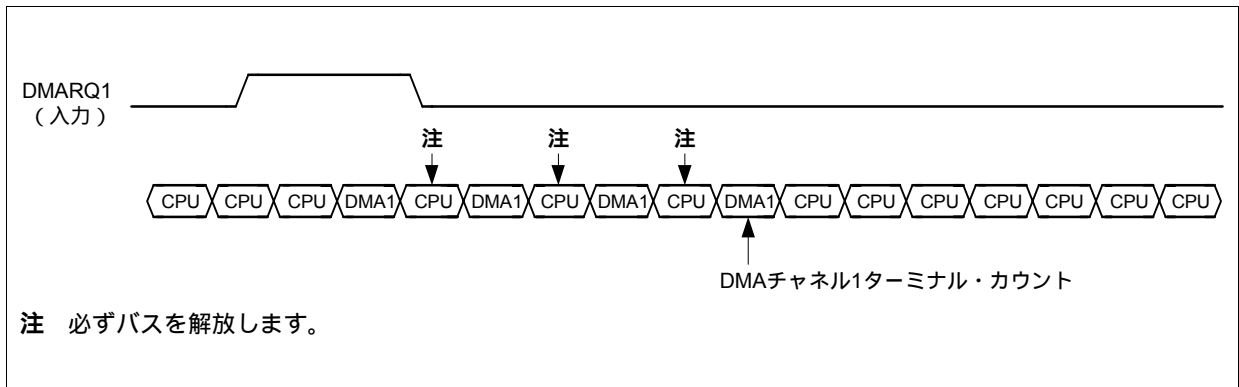 DMARQ1
（入力）
注 注 注
CPU CPU CPU DMA1 CPU DMA1 CPU DMA1 CPU DMA1 CPU CPU CPU CPU CPU CPU CPU
DMAチャネル1ターミナル・カウント
注　必ずバスを解放します。